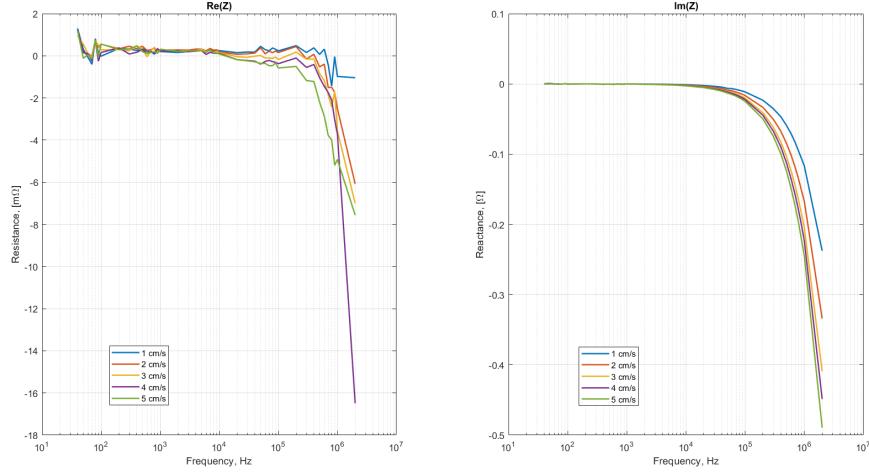 Re(Z)
2
0
-2
-4
-6
-8
-10
-12
-14
-16
-18
Resistance, [mΩ]
1 cm/s
2 cm/s
3 cm/s
4 cm/s
5 cm/s
10^1
10^2
10^3
10^4
10^5
10^6
10^7
Frequency, Hz
Im(Z)
0.1
0
-0.1
-0.2
-0.3
-0.4
-0.5
Reactance, [Ω]
1 cm/s
2 cm/s
3 cm/s
4 cm/s
5 cm/s
10^1
10^2
10^3
10^4
10^5
10^6
10^7
Frequency, Hz